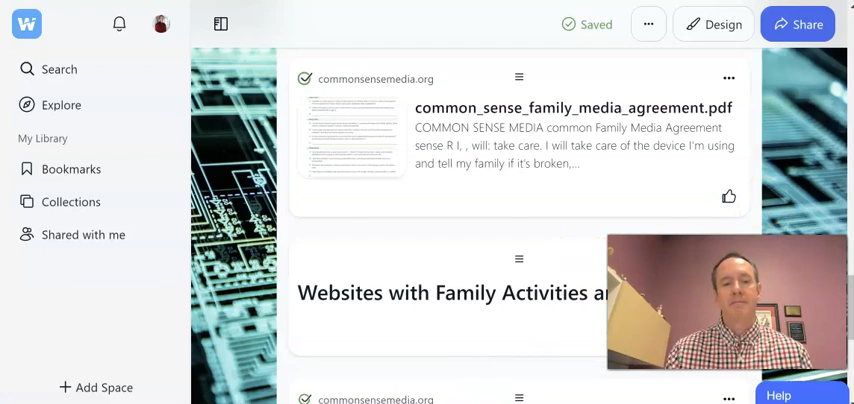 W
Saved
...
Design
Share
Search
Explore
My Library
Bookmarks
Collections
Shared with me
Add Space
commonsensemedia.org
common_sense_family_media_agreement.pdf
COMMON SENSE MEDIA common Family Media Agreement
sense R I, , will: take care. I will take care of the device I'm using
and tell my family if it's broken,...
Websites with Family Activities
commonsensemedia.org
Help